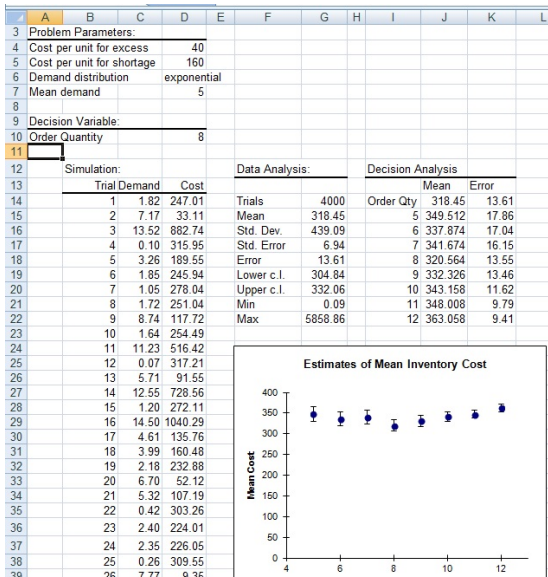 A B C D E F G H I J K L
3 Problem Parameters:
4 Cost per unit for excess 40
5 Cost per unit for shortage 160
6 Demand distribution exponential
7 Mean demand 5
8
9 Decision Variable:
10 Order Quantity 8
11
12 Simulation: Data Analysis: Decision Analysis
13 Trial Demand Cost Mean Error
14 1 1.82 247.01 Trials 4000 Order Qty 318.45 13.61
15 2 7.17 33.11 Mean 318.45 5 349.512 17.86
16 3 13.52 882.74 Std. Dev. 439.09 6 337.874 17.04
17 4 0.10 315.95 Std. Error 6.94 7 341.674 16.15
18 5 3.26 189.55 Error 13.61 8 320.564 13.55
19 6 1.85 245.94 Lower c.l. 304.84 9 332.326 13.46
20 7 1.05 278.04 Upper c.l. 332.06 10 343.158 11.62
21 8 1.72 251.04 Min 0.09 11 348.008 9.79
22 9 8.74 117.72 Max 5858.86 12 363.058 9.41
23 10 1.64 254.49
24 11 11.23 516.42
25 12 0.07 317.21
26 13 5.71 91.55
27 14 12.55 728.56
28 15 1.20 272.11
29 16 14.50 1040.29
30 17 4.61 135.76
31 18 3.99 160.48
32 19 2.18 232.88
33 20 6.70 52.12
34 21 5.32 107.19
35 22 0.42 303.26
36 23 2.40 224.01
37 24 2.35 226.05
38 25 0.26 309.55
39 26 7.77 9.36
Estimates of Mean Inventory Cost
Mean Cost
400
350
300
250
200
150
100
50
0
4 6 8 10 12